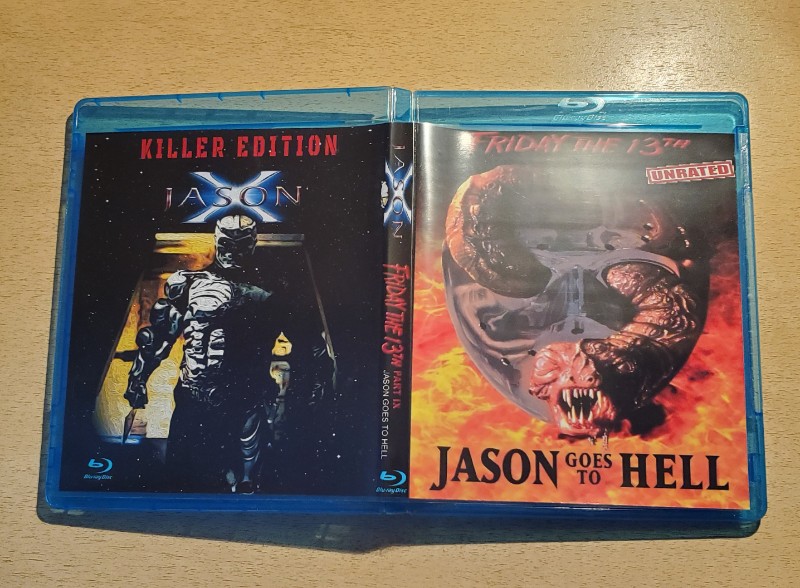 KILLER EDITION
JASON
X
Blu-ray Disc
JASON
X
FRIDAY THE 13TH PART IX
JASON GOES TO HELL
Blu-ray Disc
Blu-ray Disc
FRIDAY THE 13TH
UNRATED
JASON GOES TO HELL